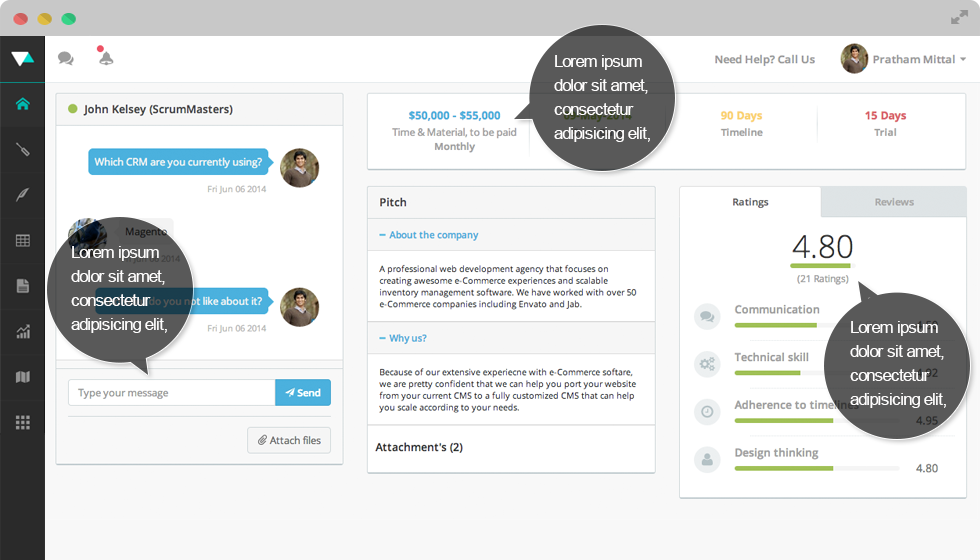 Need Help? Call Us
Pratham Mittal
John Kelsey (ScrumMasters)
Which CRM are you currently using?
Fri Jun 06 2014
Magento
2014
do you not like about it?
Fri Jun 06 2014
Type your message
Send
Attach files
Lorem ipsum
dolor sit amet,
consectetur
adipisicing elit,
$50,000 - $55,000
Time & Material, to be paid
Monthly
Lorem ipsum
dolor sit amet,
consectetur
adipisicing elit,
90 Days
Timeline
15 Days
Trial
Pitch
About the company
A professional web development agency that focuses on
creating awesome e-Commerce experiences and scalable
inventory management software. We have worked with over 50
e-Commerce companies including Envato and Jab.
Why us?
Because of our extensive experiecne with e-Commerce softare,
we are pretty confident that we can help you port your website
from your current CMS to a fully customized CMS that can help
you scale according to your needs.
Attachment's (2)
Ratings
Reviews
4.80
(21 Ratings)
Communication
Technical skill
Adherence to timelines
4.95
Design thinking
4.80
Lorem ipsum
dolor sit amet,
consectetur
adipisicing elit,